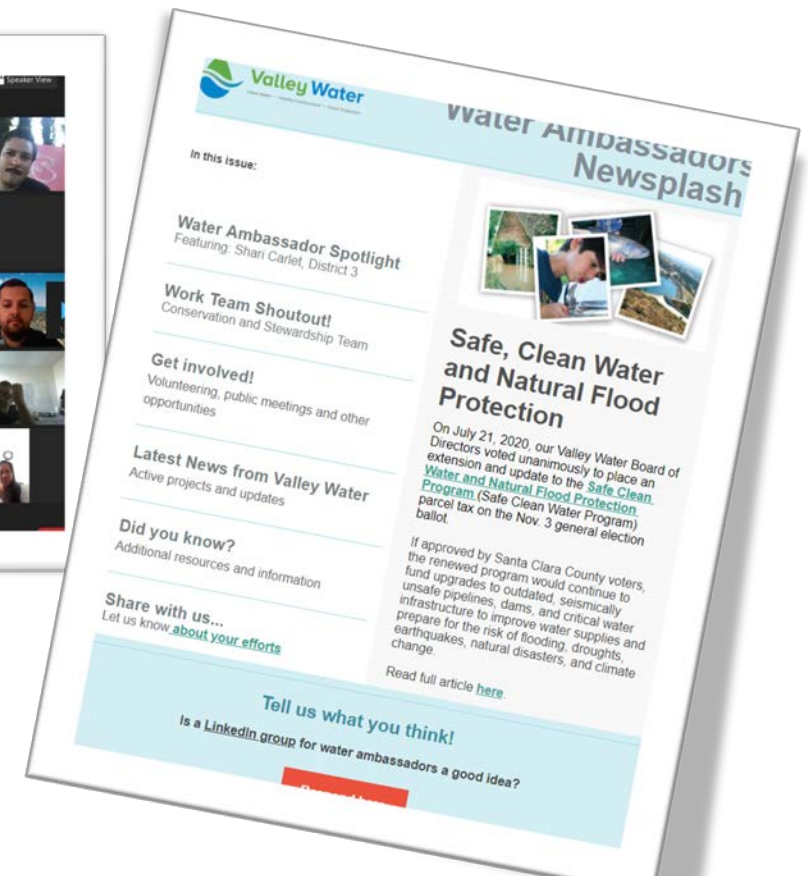 Speaker View
Valley Water
Water Ambassadors
Newsplash
In this issue:
Water Ambassador Spotlight
Featuring: Shari Carlet, District 3
Work Team Shoutout!
Conservation and Stewardship Team
Get involved!
Volunteering, public meetings and other
opportunities
Latest News from Valley Water
Active projects and updates
Did you know?
Additional resources and information
Share with us...
Let us know about your efforts
Safe, Clean Water
and Natural Flood
Protection
On July 21, 2020, our Valley Water Board of
Directors voted unanimously to place an
extension and update to the Safe Clean
Water and Natural Flood Protection
Program (Safe Clean Water Program)
parcel tax on the Nov. 3 general election
ballot.
If approved by Santa Clara County voters,
the renewed program would continue to
fund upgrades to outdated, seismically
unsafe pipelines, dams, and critical water
infrastructure to improve water supplies and
prepare for the risk of flooding, droughts,
earthquakes, natural disasters, and climate
change.
Read full article here.
Tell us what you think!
Is a Linkedin group for water ambassadors a good idea?